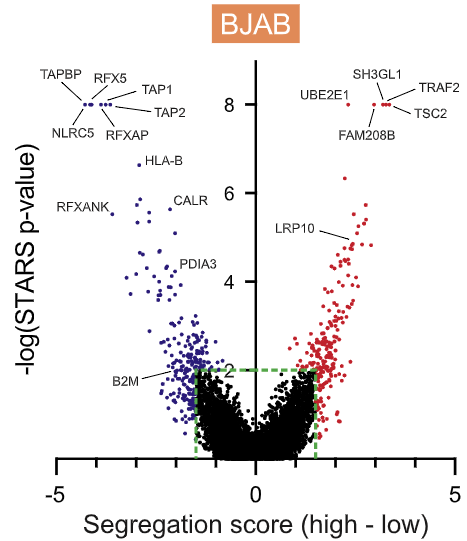 BJAB
TAPBP
RFX5
TAP1
TAP2
NLRC5
RFXAP
SH3GL1
TRAF2
UBE2E1
TSC2
FAM208B
8
HLA-B
6
RFXANK
CALR
LRP10
PDIA3
4
B2M
2
-log(STARS p-value)
-5
0
5
Segregation score (high - low)